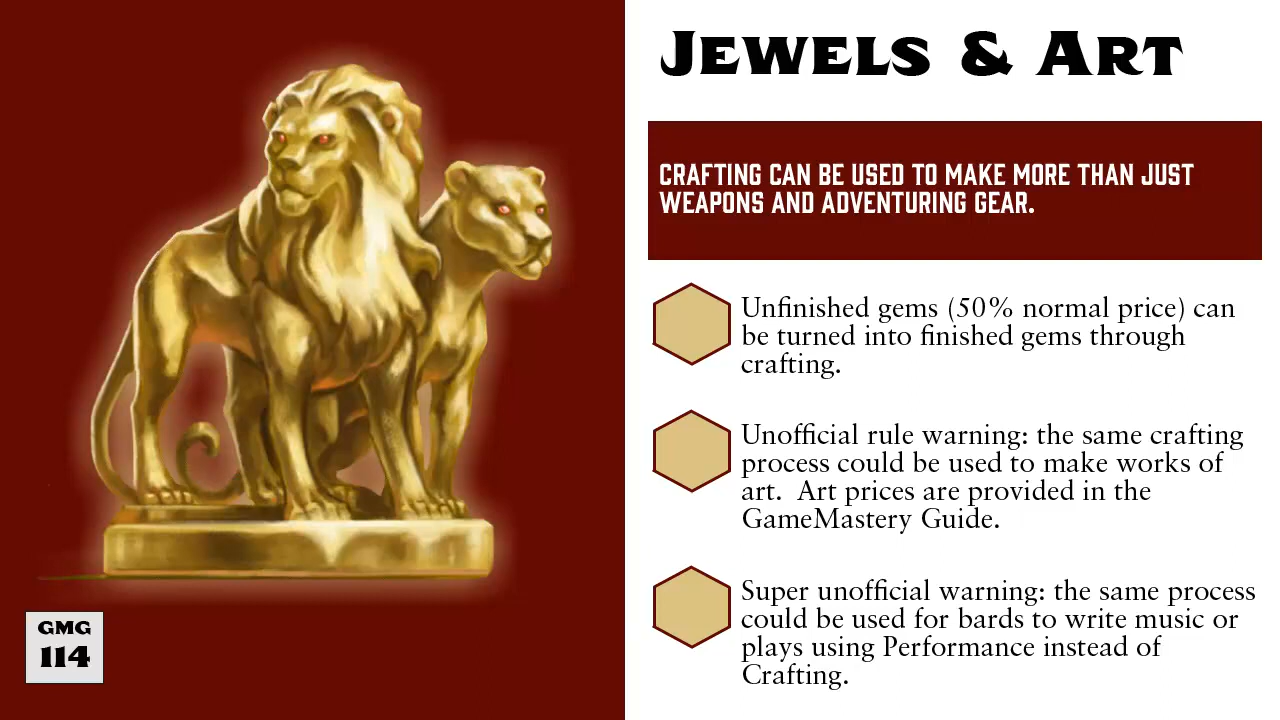 JEWELS & ART
CRAFTING CAN BE USED TO MAKE MORE THAN JUST
WEAPONS AND ADVENTURING GEAR.
Unfinished gems (50% normal price) can
be turned into finished gems through
crafting.
Unofficial rule warning: the same crafting
process could be used to make works of
art.  Art prices are provided in the
GameMastery Guide.
Super unofficial warning: the same process
could be used for bards to write music or
plays using Performance instead of
Crafting.
GMG
114